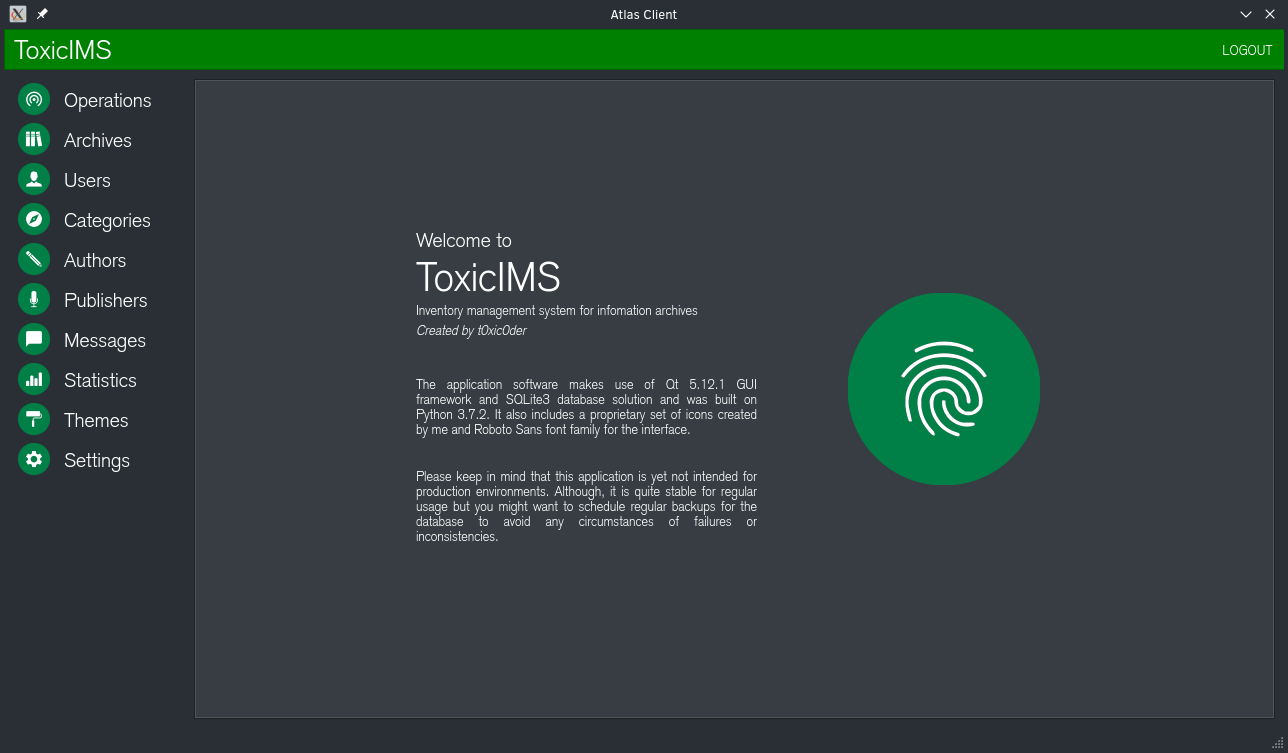 Atlas Client
ToxicIMS
LOGOUT
Operations
Archives
Users
Categories
Authors
Publishers
Messages
Statistics
Themes
Settings
Welcome to
ToxicIMS
Inventory management system for infomation archives
Created by t0xic0der
The application software makes use of Qt 5.12.1 GUI
framework and SQLite3 database solution and was built on
Python 3.7.2. It also includes a proprietary set of icons created
by me and Roboto Sans font family for the interface.
Please keep in mind that this application is yet not intended for
production environments. Although, it is quite stable for regular
usage but you might want to schedule regular backups for the
database to avoid any circumstances of failures or
inconsistencies.